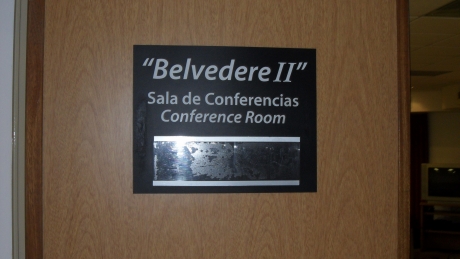 “Belvedere II”
Sala de Conferencias
Conference Room